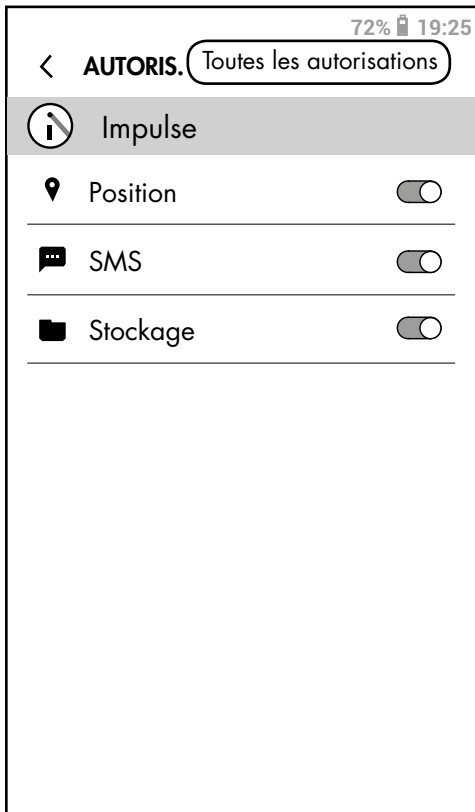 72% 19:25
AUTORIS. Toutes les autorisations
Impulse
Position
SMS
Stockage